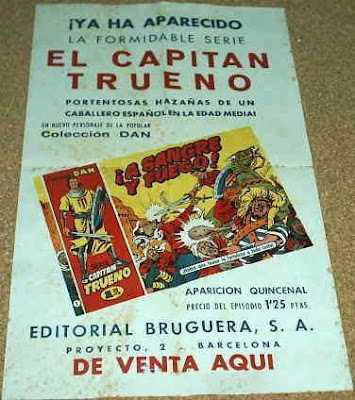 ¡YA HA APARECIDO
LA FORMIDABLE SERIE
EL CAPITAN
TRUENO
PORTENTOSAS HAZAÑAS DE UN
CABALLERO ESPAÑOL EN LA EDAD MEDIA!
UN NUEVO PERSONAJE DE LA POPULAR
Colección DAN
DAN
¡A SANGRE
Y FUEGO!
EL
CAPITAN
TRUENO
APARICION QUINCENAL
PRECIO DEL EPISODIO 1'25 PTAS.
EDITORIAL BRUGUERA, S. A.
PROYECTO, 2 - BARCELONA
DE VENTA AQUI